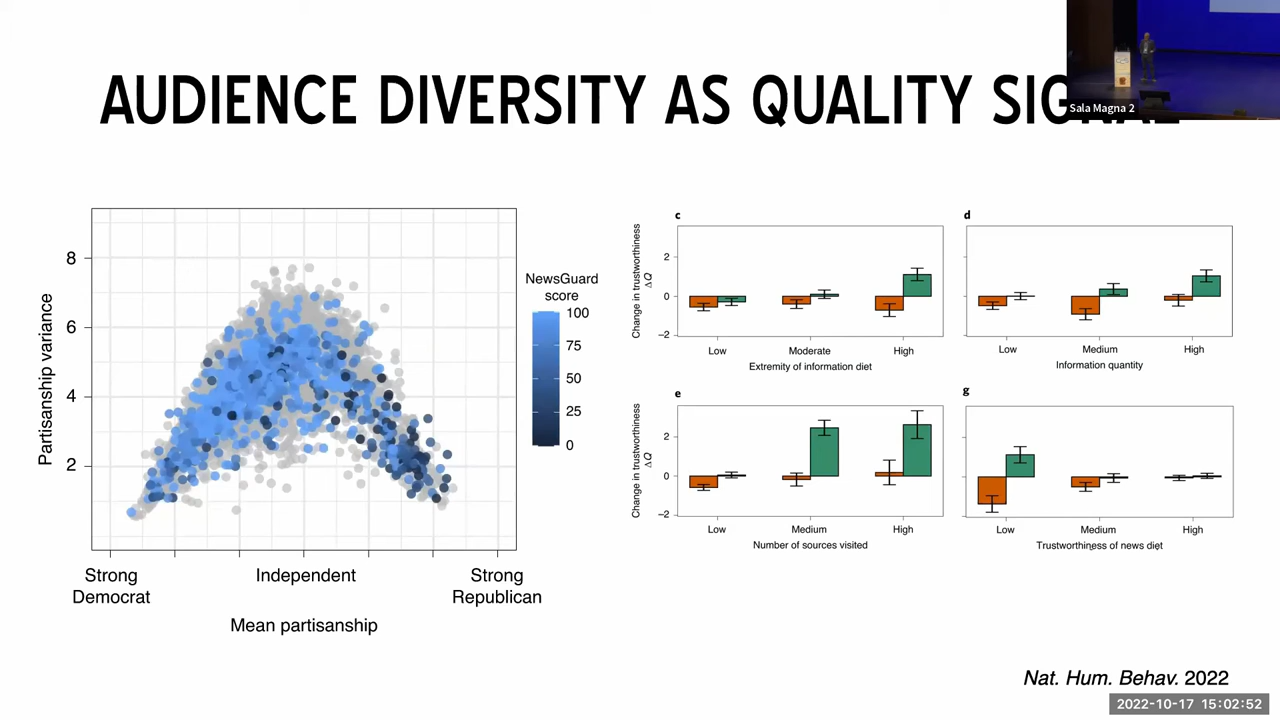 AUDIENCE DIVERSITY AS QUALITY SIGNAL
Sala Magna 2
Partisanship variance
8
6
4
2
Strong Democrat
Independent
Strong Republican
Mean partisanship
NewsGuard
score
100
75
50
25
0
c
Change in trustworthiness
ΔQ
2
0
−2
Low
Moderate
High
Extremity of information diet
d
Low
Medium
High
Information quantity
e
Change in trustworthiness
ΔQ
2
0
−2
Low
Medium
High
Number of sources visited
g
Low
Medium
High
Trustworthiness of news diet
Nat. Hum. Behav. 2022
2022-10-17 15:02:52